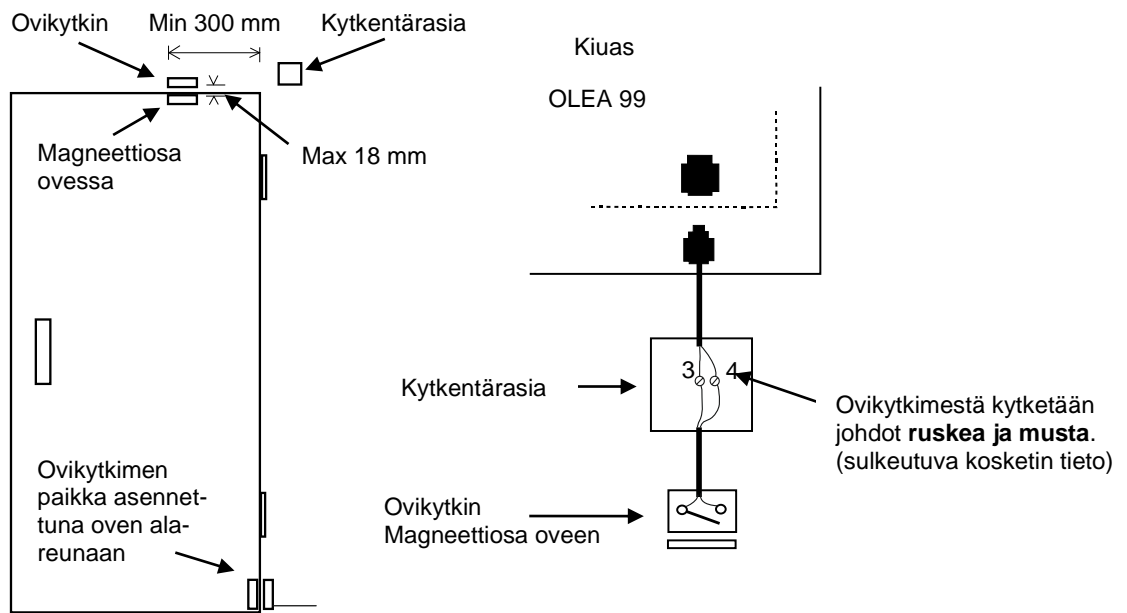 Ovikytkin
Min 300 mm
Kytkentärasia
Magneettiosa
ovessa
Max 18 mm
Ovikytkimen
paikka asennet-
tuna oven ala-
reunaan
Kiuas
OLEA 99
Kytkentärasia
3 4
Ovikytkimestä kytketään
johdot ruskea ja musta.
(sulkeutuva kosketin tieto)
Ovikytkin
Magneettiosa oveen